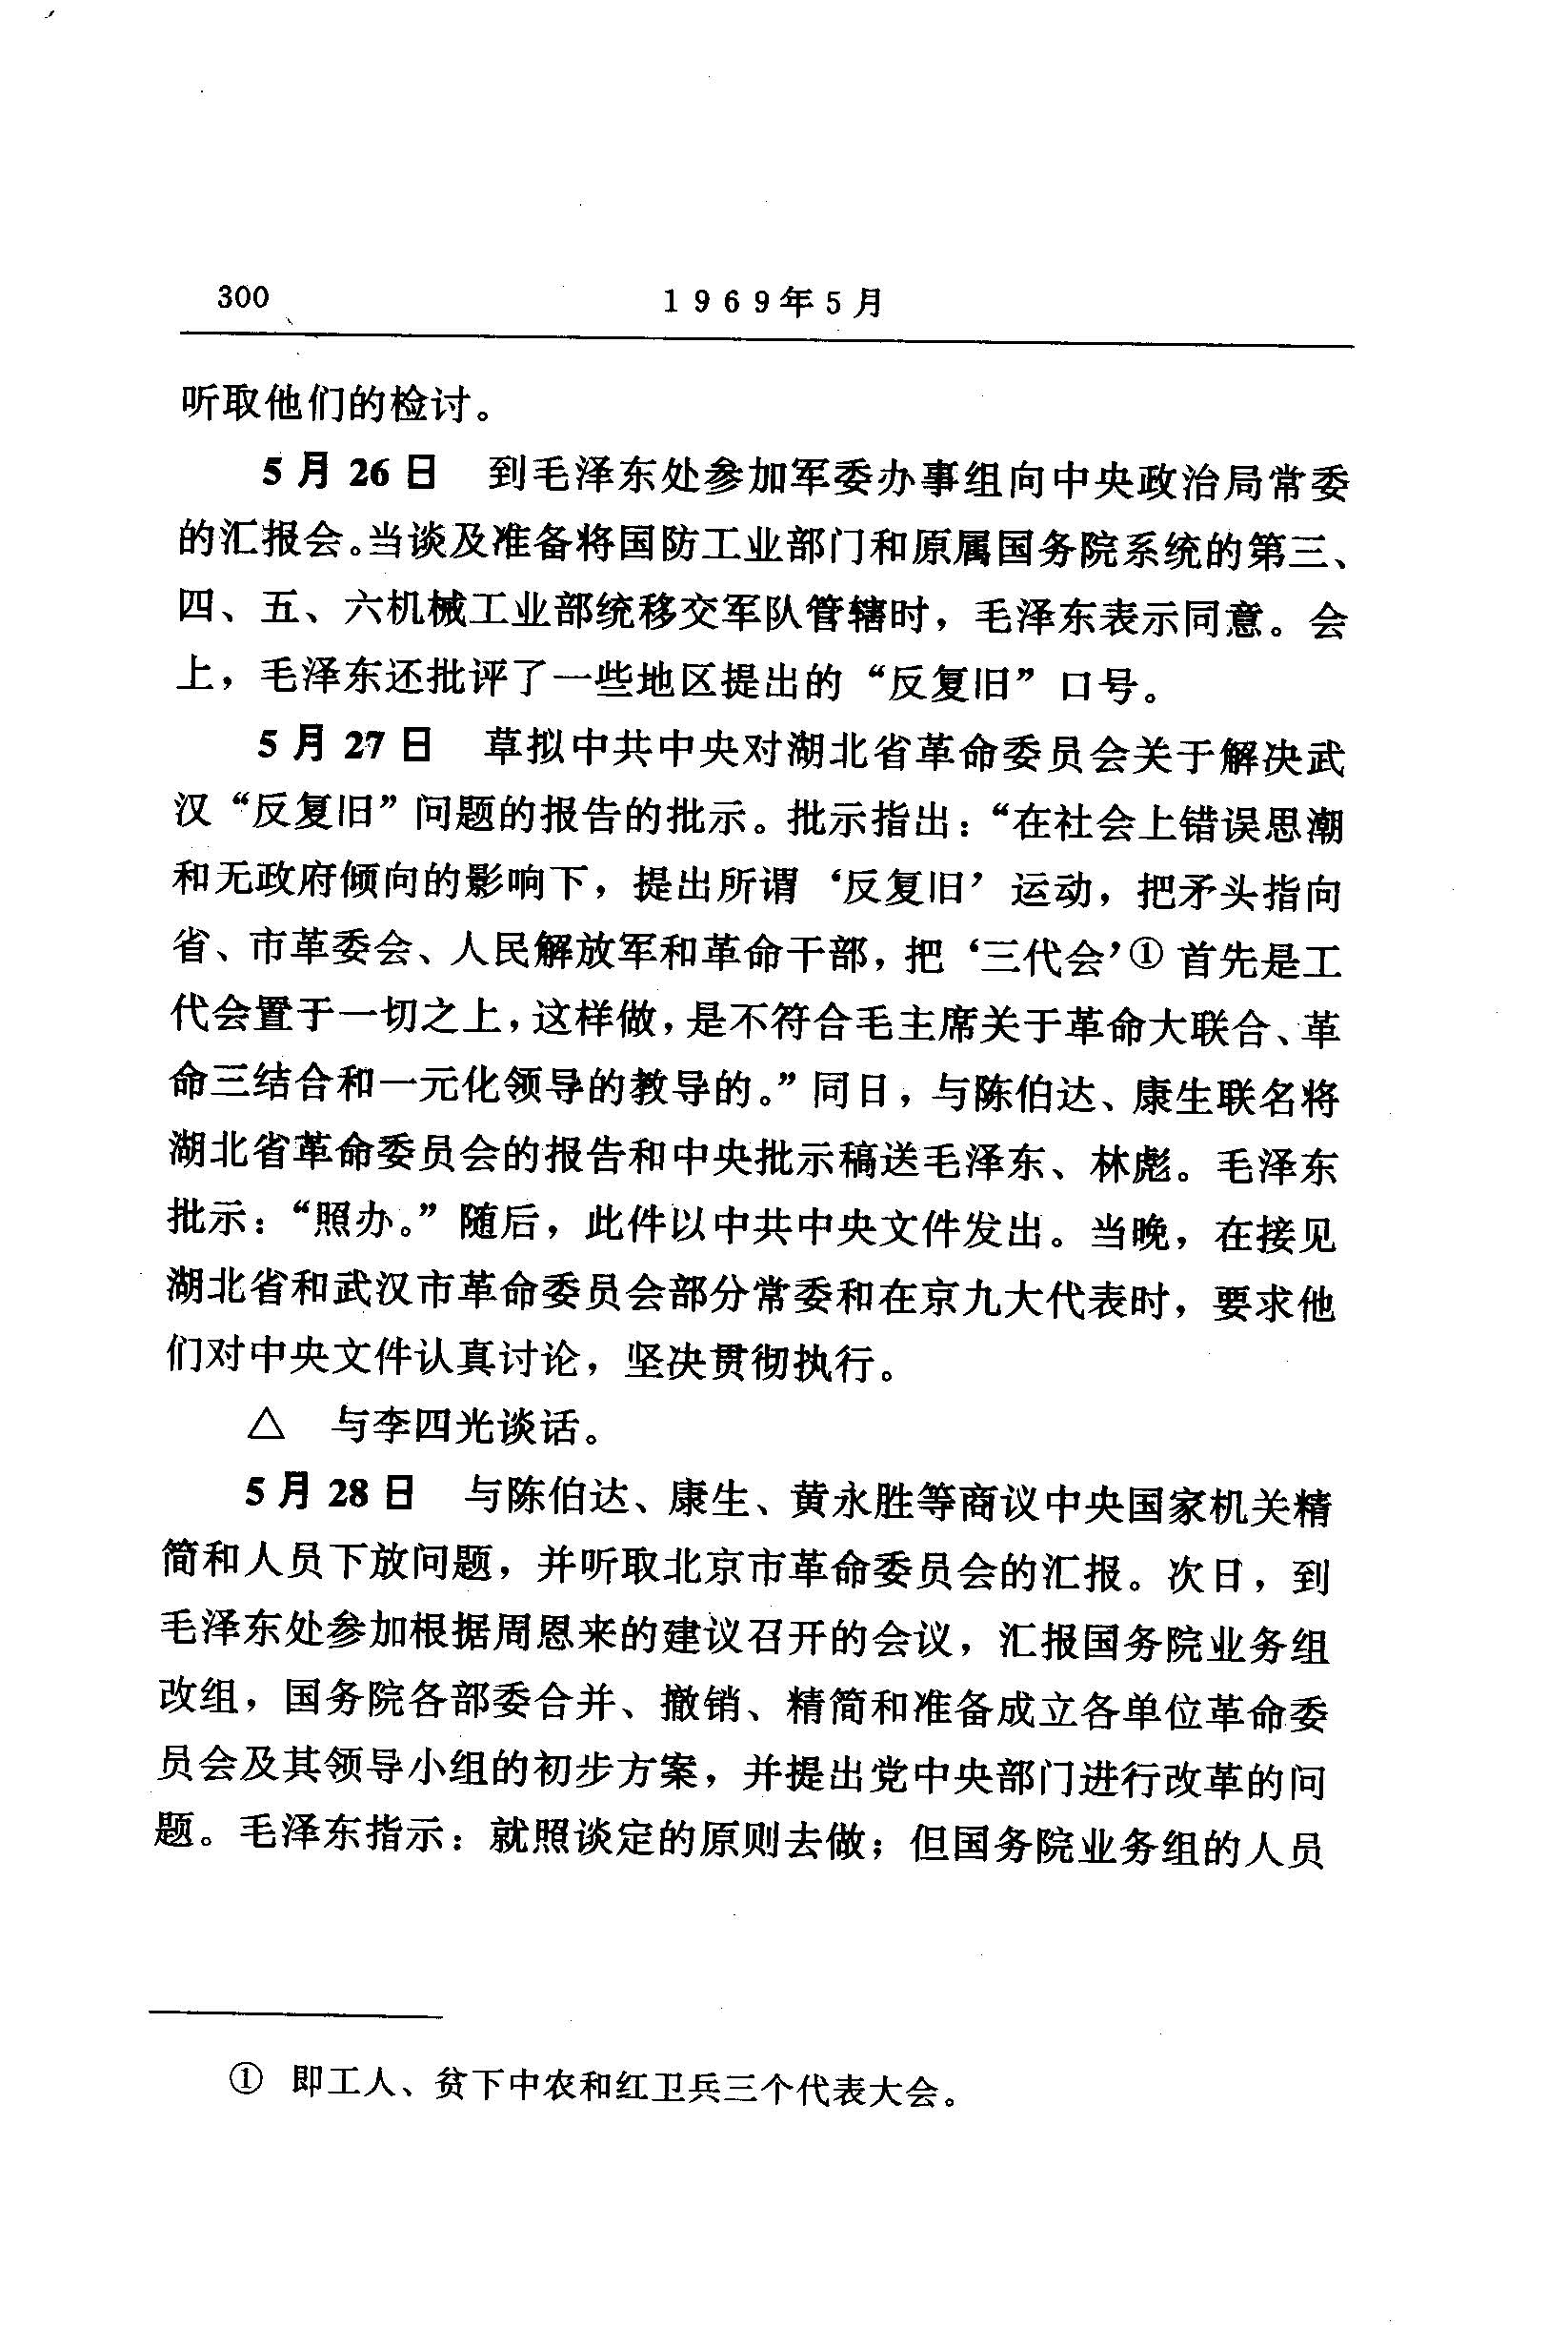 300
1969年5月
听取他们的检讨。
5月26日 到毛泽东处参加军委办事组向中央政治局常委
的汇报会。当谈及准备将国防工业部门和原属国务院系统的第三、
四、五、六机械工业部统移交军队管辖时，毛泽东表示同意。会
上，毛泽东还批评了一些地区提出的“反复旧”口号。
5月27日 草拟中共中央对湖北省革命委员会关于解决武
汉“反复旧”问题的报告的批示。批示指出：“在社会上错误思潮
和无政府倾向的影响下，提出所谓‘反复旧’运动，把矛头指向
省、市革委会、人民解放军和革命干部，把‘三代会’①首先是工
代会置于一切之上，这样做，是不符合毛主席关于革命大联合、革
命三结合和一元化领导的教导的。”同日，与陈伯达、康生联名将
湖北省革命委员会的报告和中央批示稿送毛泽东、林彪。毛泽东
批示：“照办。”随后，此件以中共中央文件发出。当晚，在接见
湖北省和武汉市革命委员会部分常委和在京九大代表时，要求他
们对中央文件认真讨论，坚决贯彻执行。
△ 与李四光谈话。
5月28日 与陈伯达、康生、黄永胜等商议中央国家机关精
简和人员下放问题，并听取北京市革命委员会的汇报。次日，到
毛泽东处参加根据周恩来的建议召开的会议，汇报国务院业务组
改组，国务院各部委合并、撤销、精简和准备成立各单位革命委
员会及其领导小组的初步方案，并提出党中央部门进行改革的问
题。毛泽东指示：就照谈定的原则去做；但国务院业务组的人员
① 即工人、贫下中农和红卫兵三个代表大会。